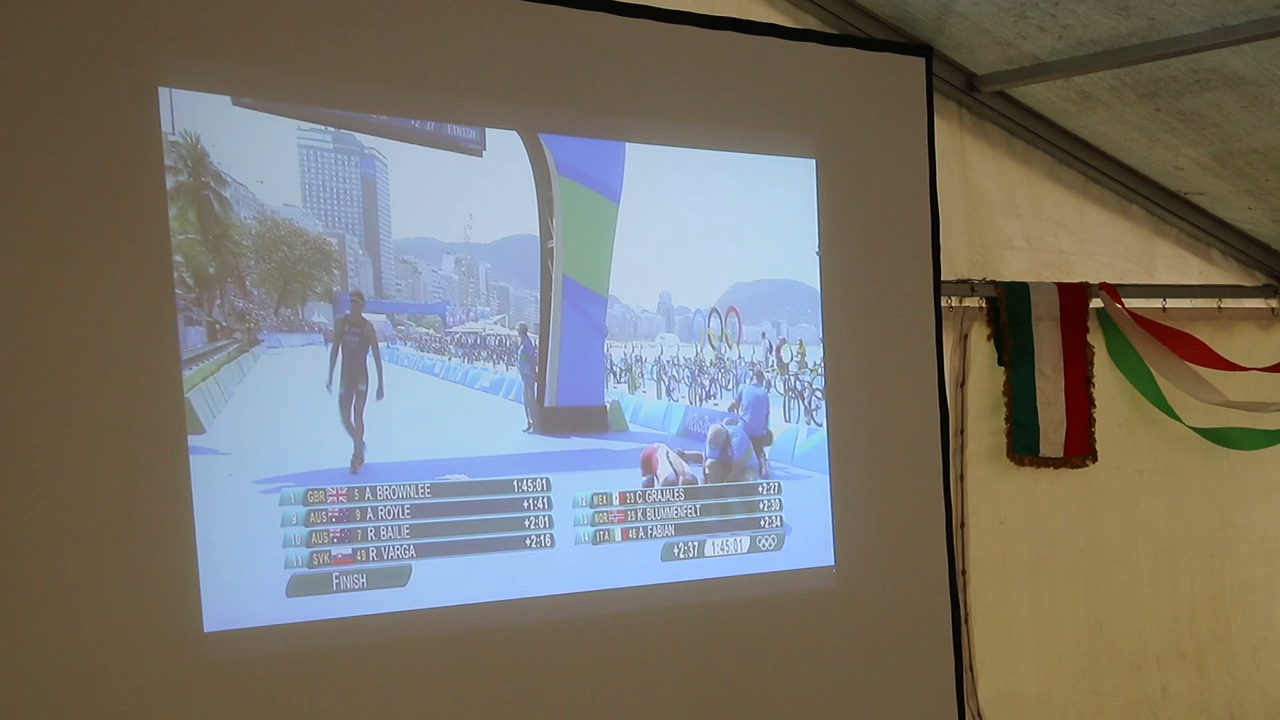 +2:37 FINISH
1 GBR 5 A. BROWNLEE 1:45:01
9 AUS 9 A. ROYLE +1:41
10 AUS 7 R. BAILIE +2:01
11 SVK 49 R. VARGA +2:16
FINISH
12 MEX 23 C. GRAJALES +2:27
13 NOR 25 K. BLUMMENFELT +2:30
14 ITA 46 A. FABIAN +2:34
+2:37 1:45:01